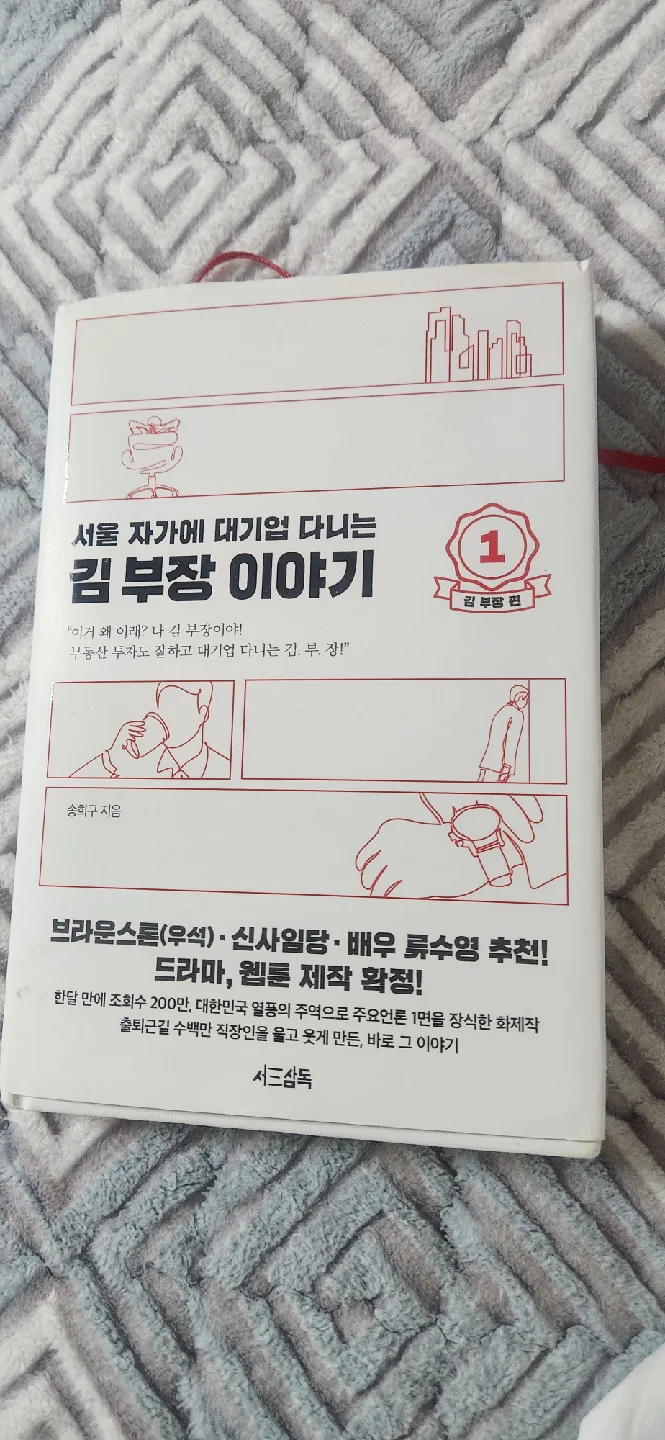 서울 자가에 대기업 다니는
김 부장 이야기
1
김 부장 편
"이거 왜 이래? 나 김 부장이야!
부동산 투자도 잘하고 대기업 다니는 김. 부. 장!"
송희구 지음
브라운스톤(우석)·신사임당·배우 류수영 추천!
드라마, 웹툰 제작 확정!
한달 만에 조회수 200만, 대한민국 열풍의 주역으로 주요언론 1면을 장식한 화제작
출퇴근길 수백만 직장인을 울고 웃게 만든, 바로 그 이야기
서삼독